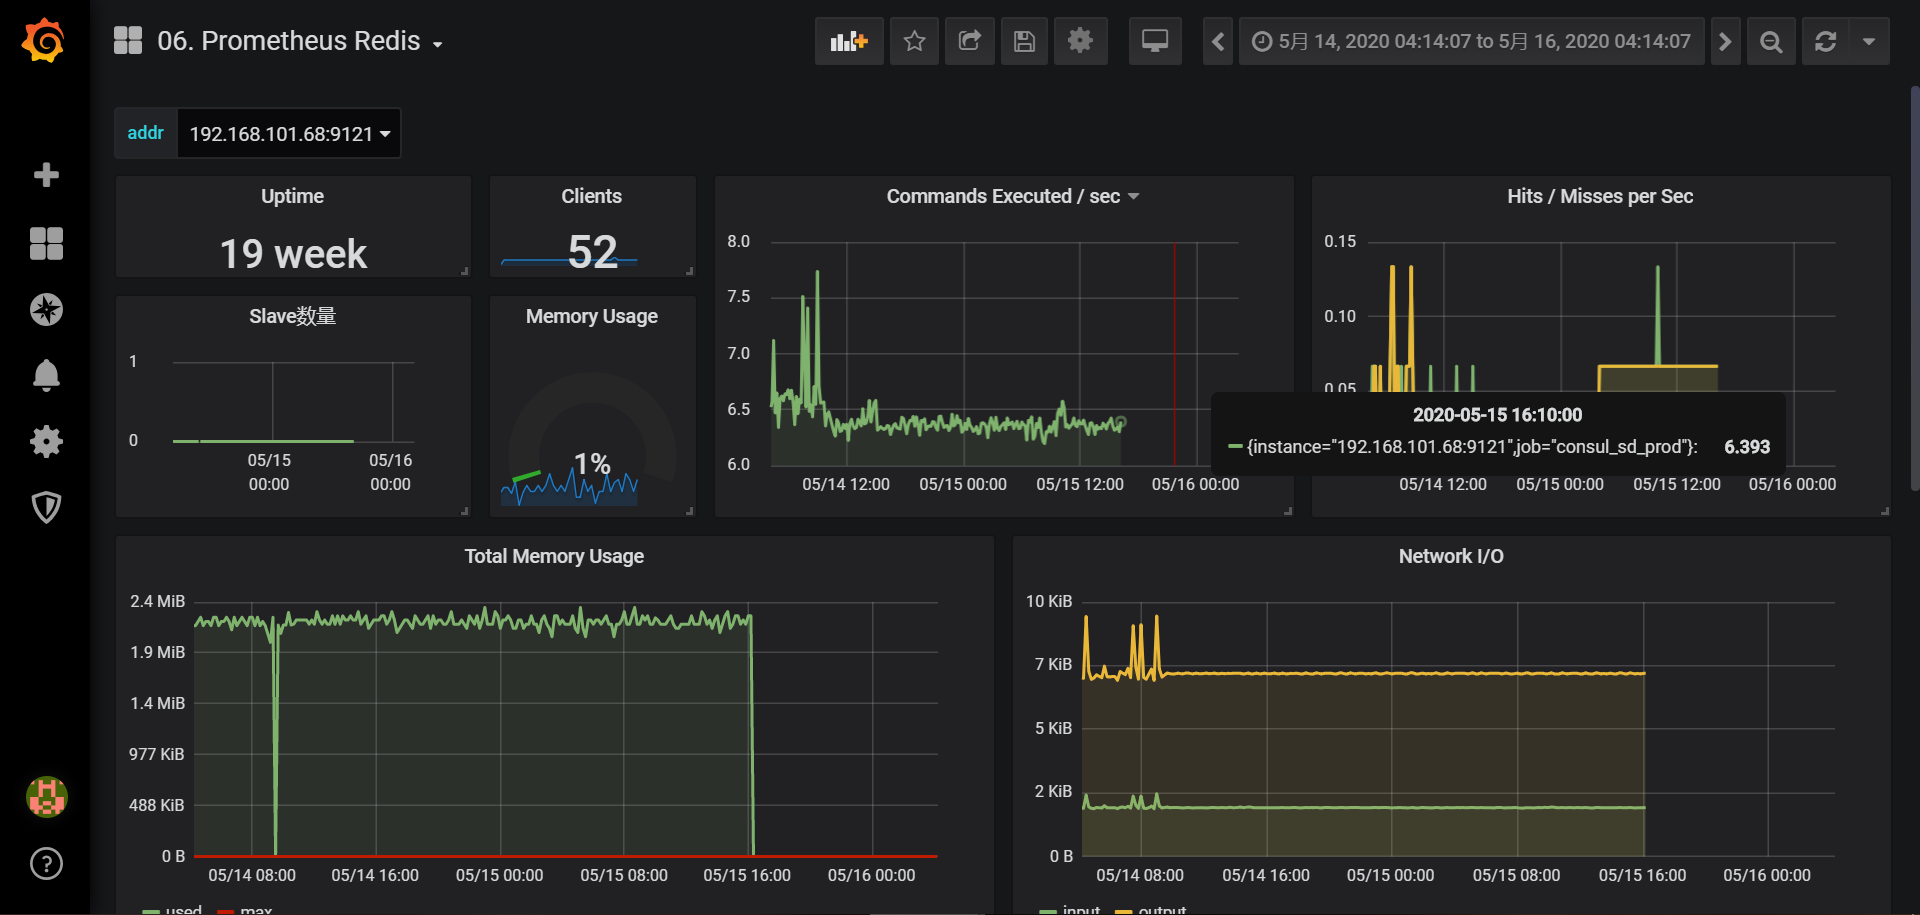 06. Prometheus Redis
5月 14, 2020 04:14:07 to 5月 16, 2020 04:14:07
addr 192.168.101.68:9121
Uptime
19 week
Clients
52
Slave数量
1
0
05/15 00:00
05/16 00:00
Memory Usage
1%
Commands Executed / sec
8.0
7.5
7.0
6.5
6.0
05/14 12:00 05/15 00:00 05/15 12:00 05/16 00:00
Hits / Misses per Sec
0.15
0.10
0.05
05/14 12:00 05/15 00:00 05/15 12:00 05/16 00:00
2020-05-15 16:10:00
{instance="192.168.101.68:9121",job="consul_sd_prod"}: 6.393
Total Memory Usage
2.4 MiB
1.9 MiB
1.4 MiB
977 KiB
488 KiB
0 B
05/14 08:00 05/14 16:00 05/15 00:00 05/15 08:00 05/15 16:00 05/16 00:00
used max
Network I/O
10 KiB
7 KiB
5 KiB
2 KiB
0 B
05/14 08:00 05/14 16:00 05/15 00:00 05/15 08:00 05/15 16:00 05/16 00:00
input output